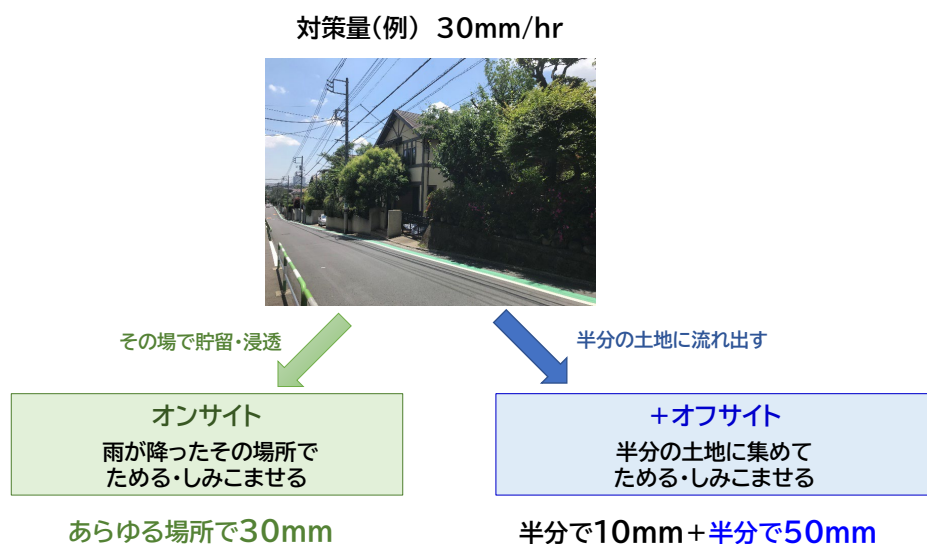 対策量(例) 30mm/hr
その場で貯留・浸透
半分の土地に流れ出す
オンサイト
雨が降ったその場所で
ためる・しみこませる
+オフサイト
半分の土地に集めて
ためる・しみこませる
あらゆる場所で30mm
半分で10mm+半分で50mm